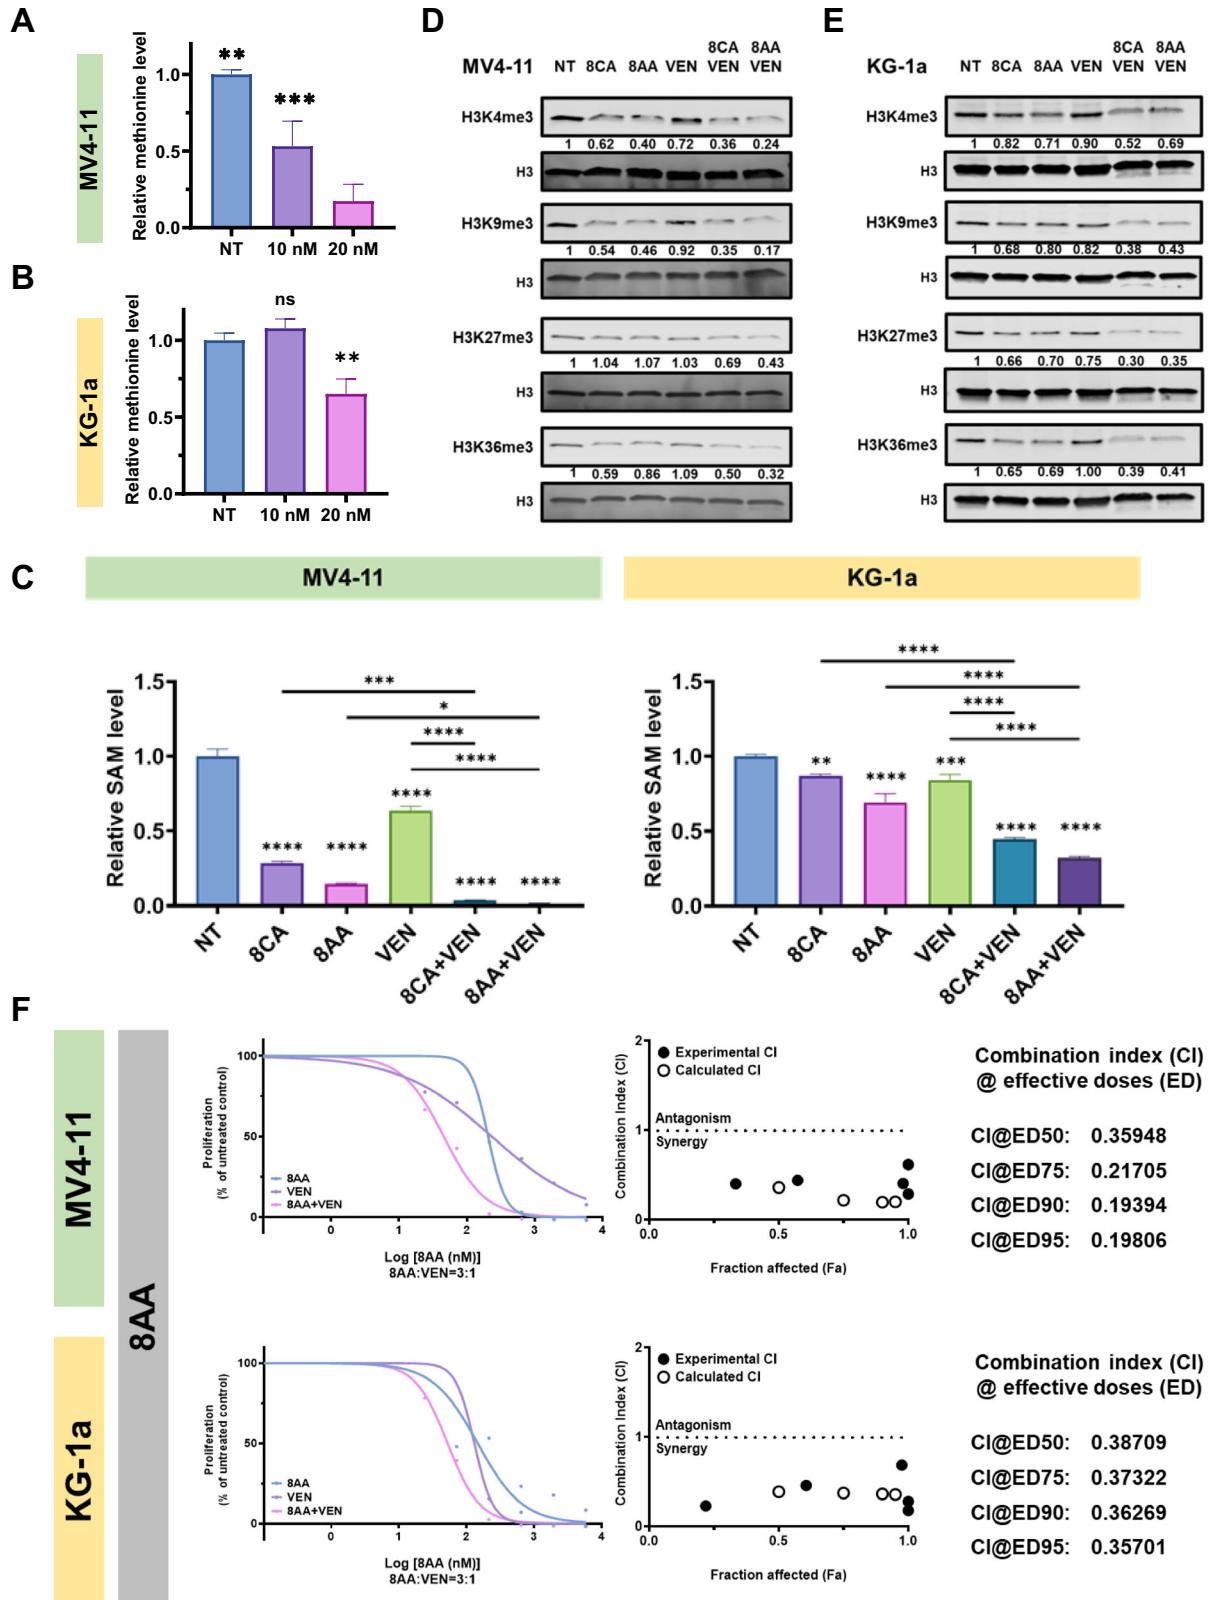 A
MV4-11
Relative methionine level
1.0
0.5
0.0
**
***
NT 10 nM 20 nM
B
KG-1a
Relative methionine level
1.0
0.5
0.0
ns
**
NT 10 nM 20 nM
D
MV4-11 NT 8CA 8AA VEN 8CA VEN 8AA VEN
H3K4me3
1 0.62 0.40 0.72 0.36 0.24
H3
H3K9me3
1 0.54 0.46 0.92 0.35 0.17
H3
H3K27me3
1 1.04 1.07 1.03 0.69 0.43
H3
H3K36me3
1 0.59 0.86 1.09 0.50 0.32
H3
E
KG-1a NT 8CA 8AA VEN 8CA VEN 8AA VEN
H3K4me3
1 0.82 0.71 0.90 0.52 0.69
H3
H3K9me3
1 0.68 0.80 0.82 0.38 0.43
H3
H3K27me3
1 0.66 0.70 0.75 0.30 0.35
H3
H3K36me3
1 0.65 0.69 1.00 0.39 0.41
H3
C
MV4-11
Relative SAM level
1.5
1.0
0.5
0.0
***
*
****
****
****
**** ****
**** ****
NT 8CA 8AA VEN 8CA+VEN 8AA+VEN
KG-1a
Relative SAM level
1.5
1.0
0.5
0.0
****
****
****
****
** **** ***
**** ****
NT 8CA 8AA VEN 8CA+VEN 8AA+VEN
F
MV4-11
KG-1a
8AA
Proliferation
(% of untreated control)
100
50
0
8AA
VEN
8AA+VEN
1 0 1 2 3 4
Log [8AA (nM)]
8AA:VEN=3:1
Combination Index (CI)
2
1
0
Experimental CI
Calculated CI
Antagonism
Synergy
0.0 0.5 1.0
Fraction affected (Fa)
Combination index (CI)
@ effective doses (ED)
CI@ED50: 0.35948
CI@ED75: 0.21705
CI@ED90: 0.19394
CI@ED95: 0.19806
Proliferation
(% of untreated control)
100
50
0
8AA
VEN
8AA+VEN
1 0 1 2 3 4
Log [8AA (nM)]
8AA:VEN=3:1
Combination Index (CI)
2
1
0
Experimental CI
Calculated CI
Antagonism
Synergy
0.0 0.5 1.0
Fraction affected (Fa)
Combination index (CI)
@ effective doses (ED)
CI@ED50: 0.38709
CI@ED75: 0.37322
CI@ED90: 0.36269
CI@ED95: 0.35701